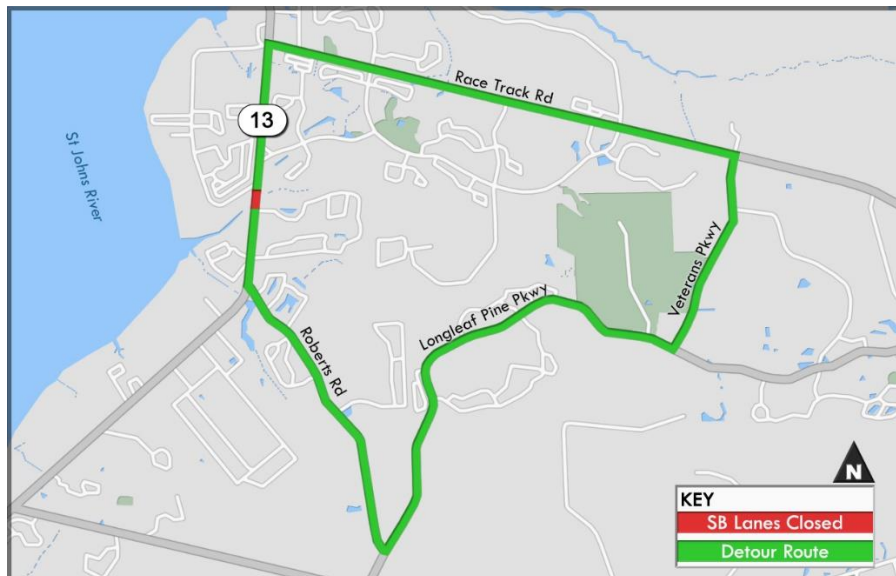 Race Track Rd
13
St Johns River
Veterans Pkwy
Longleaf Pine Pkwy
Roberts Rd
N
KEY
SB Lanes Closed
Detour Route